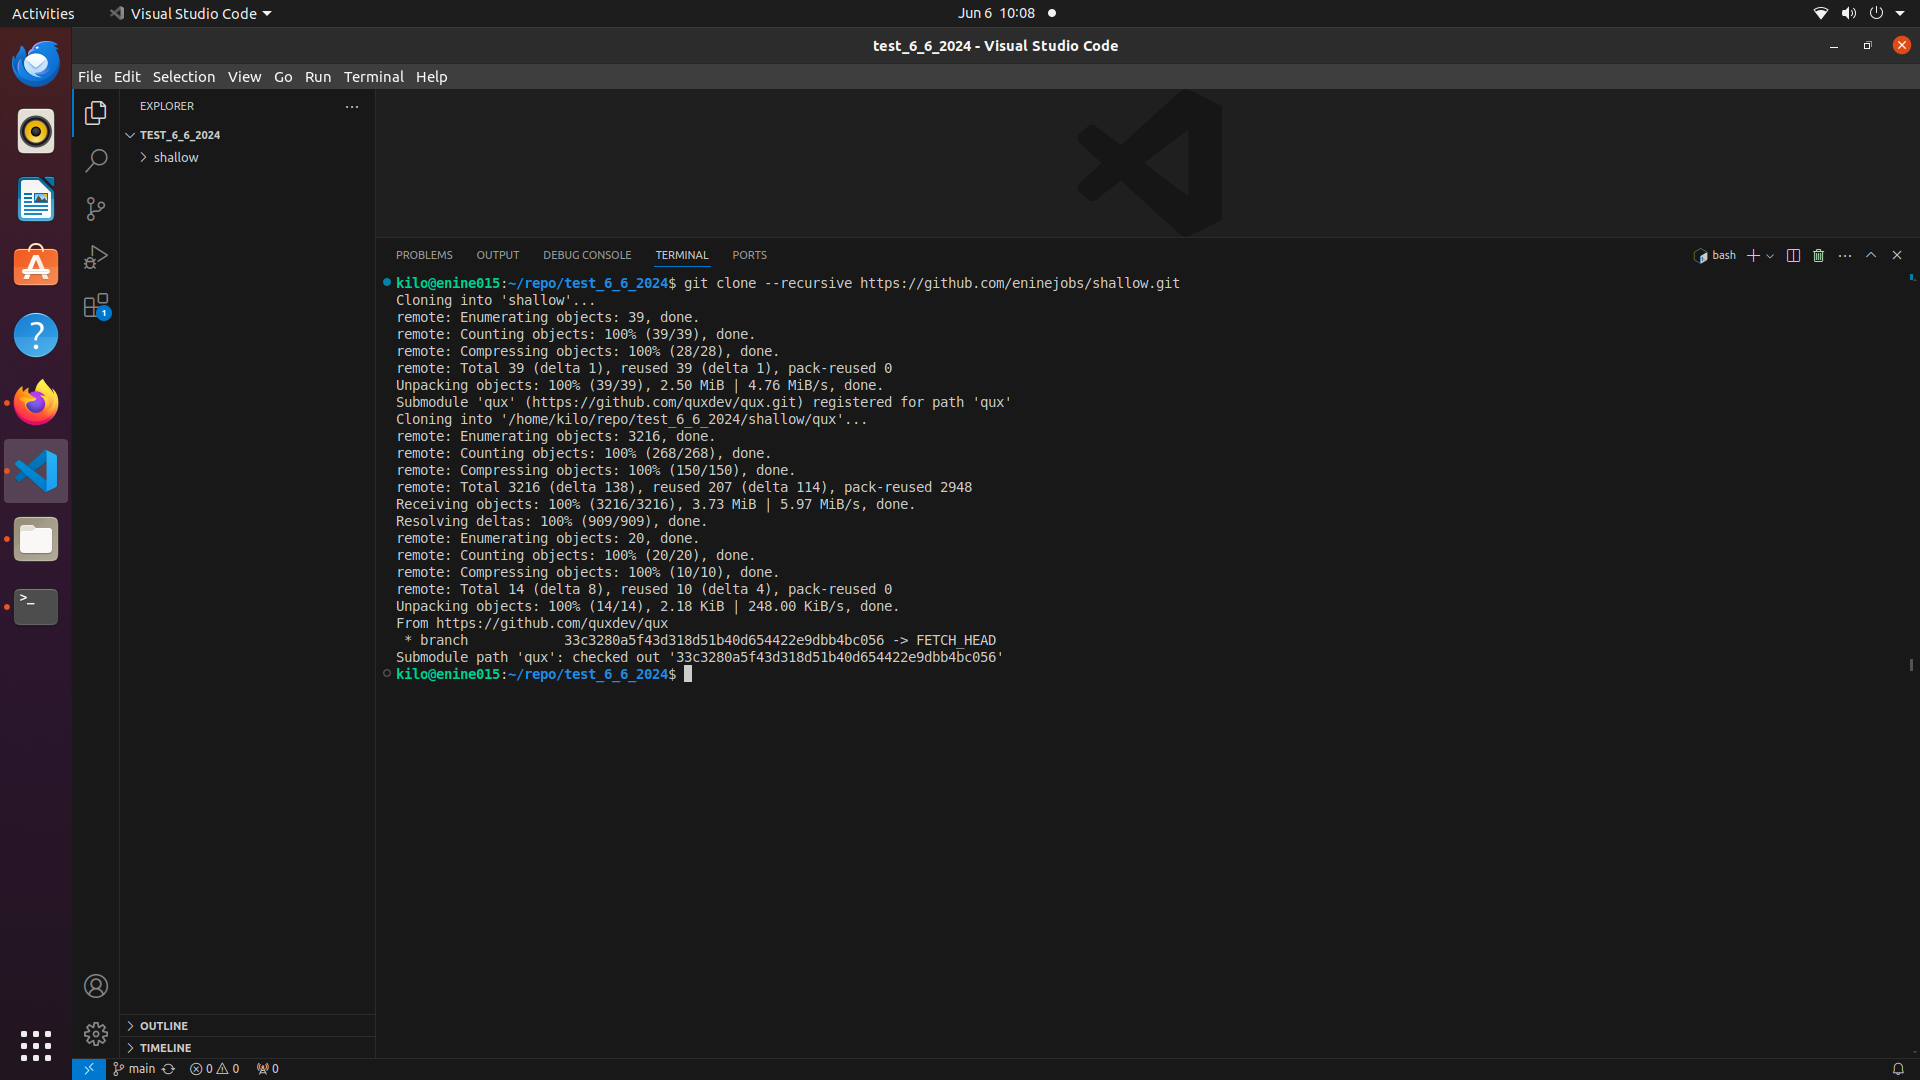 Activities
Visual Studio Code
Jun 6 10:08
test_6_6_2024 - Visual Studio Code
File Edit Selection View Go Run Terminal Help
EXPLORER
TEST_6_6_2024
shallow
1
PROBLEMS OUTPUT DEBUG CONSOLE TERMINAL PORTS
bash
kilo@enine015:~/repo/test_6_6_2024$ git clone --recursive https://github.com/eninejobs/shallow.git
Cloning into 'shallow'...
remote: Enumerating objects: 39, done.
remote: Counting objects: 100% (39/39), done.
remote: Compressing objects: 100% (28/28), done.
remote: Total 39 (delta 1), reused 39 (delta 1), pack-reused 0
Unpacking objects: 100% (39/39), 2.50 MiB | 4.76 MiB/s, done.
Submodule 'qux' (https://github.com/quxdev/qux.git) registered for path 'qux'
Cloning into '/home/kilo/repo/test_6_6_2024/shallow/qux'...
remote: Enumerating objects: 3216, done.
remote: Counting objects: 100% (268/268), done.
remote: Compressing objects: 100% (150/150), done.
remote: Total 3216 (delta 138), reused 207 (delta 114), pack-reused 2948
Receiving objects: 100% (3216/3216), 3.73 MiB | 5.97 MiB/s, done.
Resolving deltas: 100% (909/909), done.
remote: Enumerating objects: 20, done.
remote: Counting objects: 100% (20/20), done.
remote: Compressing objects: 100% (10/10), done.
remote: Total 14 (delta 8), reused 10 (delta 4), pack-reused 0
Unpacking objects: 100% (14/14), 2.18 KiB | 248.00 KiB/s, done.
From https://github.com/quxdev/qux
 * branch            33c3280a5f43d318d51b40d654422e9dbb4bc056 -> FETCH_HEAD
Submodule path 'qux': checked out '33c3280a5f43d318d51b40d654422e9dbb4bc056'
kilo@enine015:~/repo/test_6_6_2024$
OUTLINE
TIMELINE
main 0 0 0